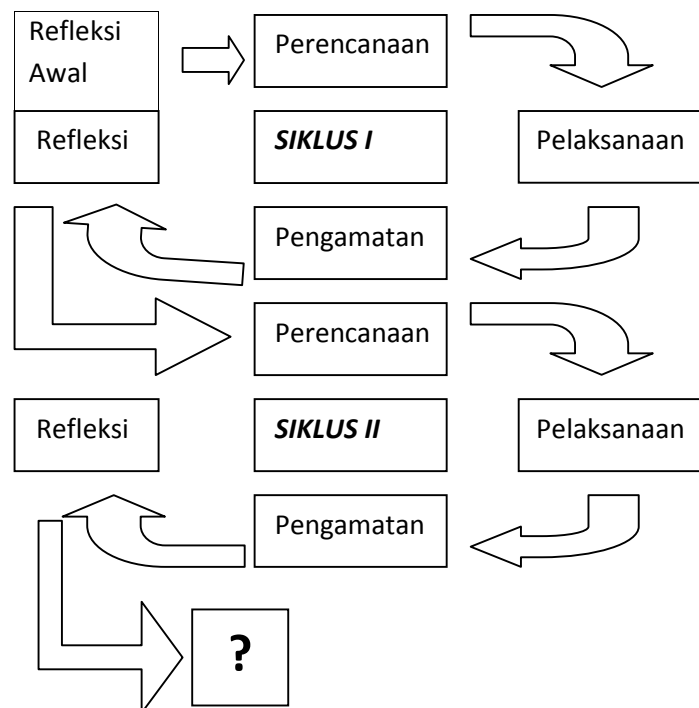 Refleksi
Awal
Perencanaan
Refleksi
SIKLUS I
Pelaksanaan
Pengamatan
Perencanaan
Refleksi
SIKLUS II
Pelaksanaan
Pengamatan
?